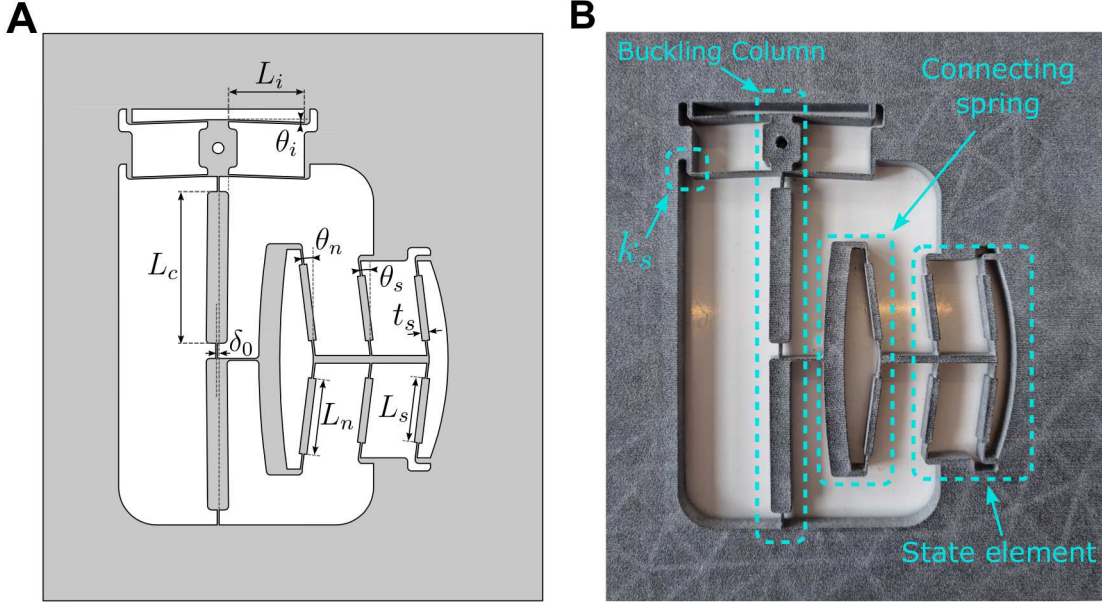 A
L_i
θ_i
L_c
θ_n
θ_s
t_s
δ_0
L_n
L_s
B
Buckling Column
Connecting
spring
k_s
State element